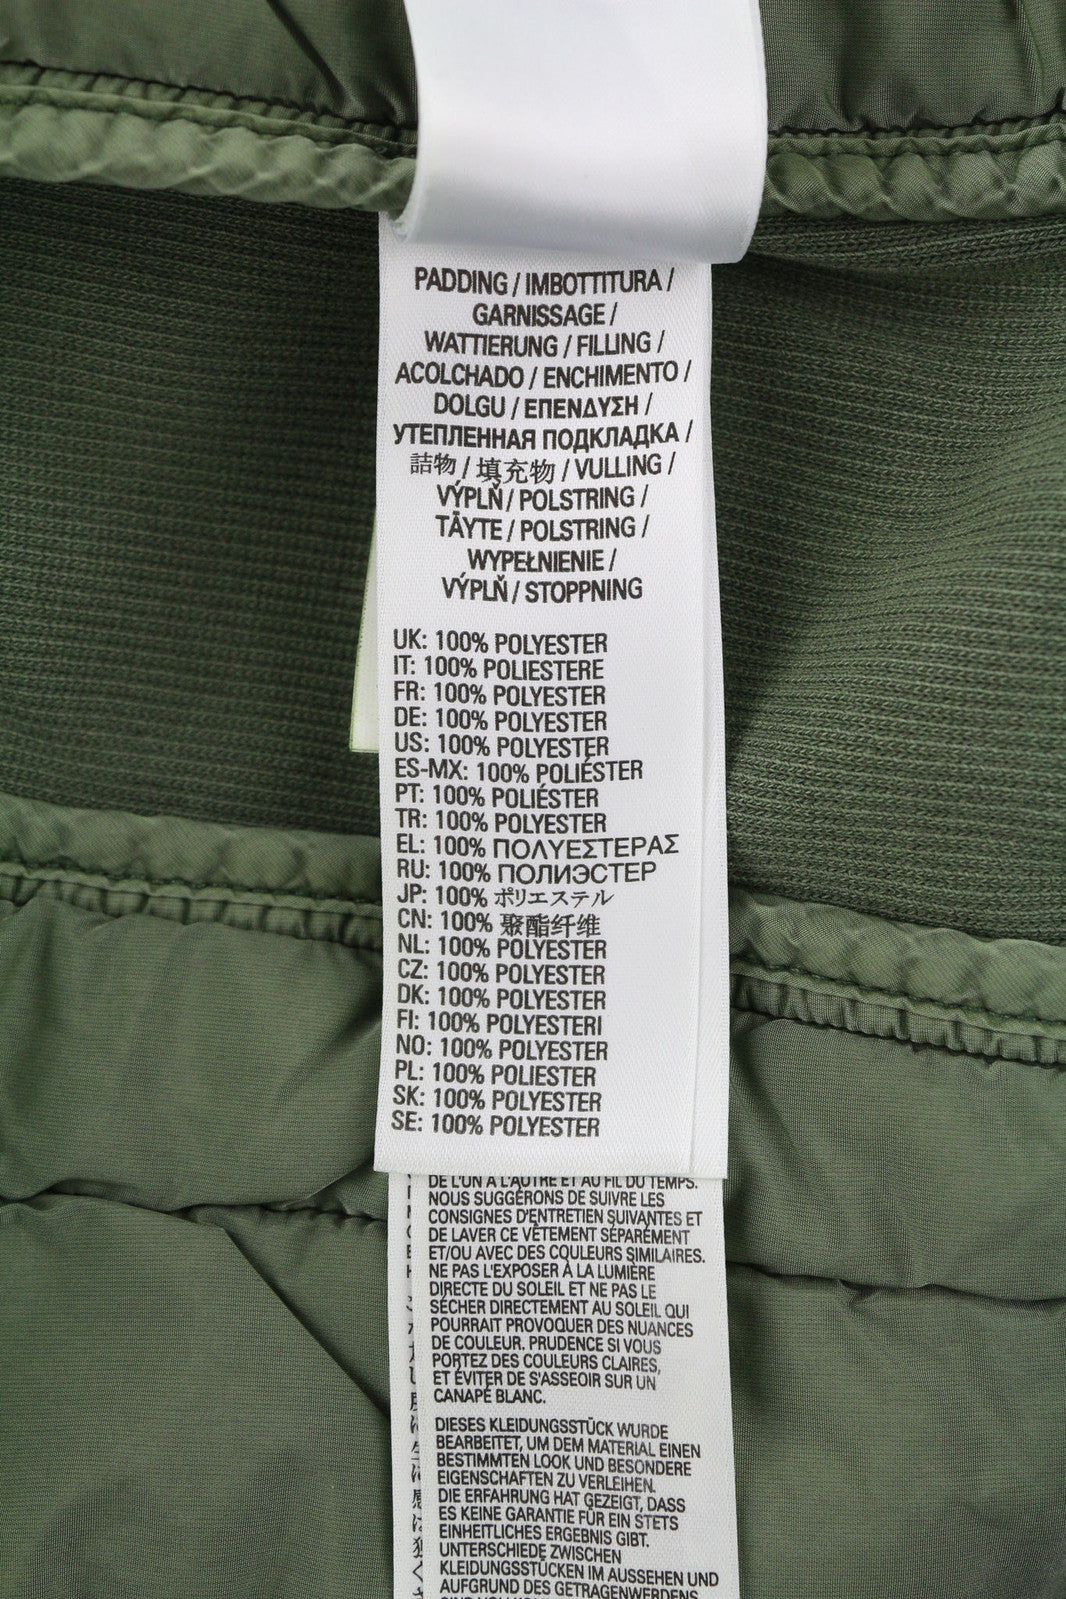 PADDING / IMBOTTITURA /
GARNISSAGE /
WATTIERUNG / FILLING /
ACOLCHADO / ENCHIMENTO /
DOLGU / ΕΠΕΝΔΥΣΗ /
УТЕПЛЕННАЯ ПОДКЛАДКА /
詰物 / 填充物 / VULLING /
VÝPLŇ / POLSTRING /
TÄYTE / POLSTRING /
WYPEŁNIENIE /
VÝPLŇ / STOPPNING
UK: 100% POLYESTER
IT: 100% POLIESTERE
FR: 100% POLYESTER
DE: 100% POLYESTER
US: 100% POLYESTER
ES-MX: 100% POLIÉSTER
PT: 100% POLIÉSTER
TR: 100% POLYESTER
EL: 100% ΠΟΛΥΕΣΤΕΡΑΣ
RU: 100% ПОЛИЭСТЕР
JP: 100% ポリエステル
CN: 100% 聚酯纤维
NL: 100% POLYESTER
CZ: 100% POLYESTER
DK: 100% POLYESTER
FI: 100% POLYESTERI
NO: 100% POLYESTER
PL: 100% POLIESTER
SK: 100% POLYESTER
SE: 100% POLYESTER
DE L'UN A L'AUTRE ET AU FIL DU TEMPS.
NOUS SUGGÉRONS DE SUIVRE LES
CONSIGNES D'ENTRETIEN SUIVANTES ET
DE LAVER CE VÊTEMENT SÉPARÉMENT
ET/OU AVEC DES COULEURS SIMILAIRES.
NE PAS L'EXPOSER À LA LUMIÈRE
DIRECTE DU SOLEIL ET NE PAS LE
SÉCHER DIRECTEMENT AU SOLEIL QUI
POURRAIT PROVOQUER DES NUANCES
DE COULEUR. PRUDENCE SI VOUS
PORTEZ DES COULEURS CLAIRES,
ET ÉVITER DE S'ASSEOIR SUR UN
CANAPÉ BLANC.
DIESES KLEIDUNGSSTÜCK WURDE
BEARBEITET, UM DEM MATERIAL EINEN
BESTIMMTEN LOOK UND BESONDERE
EIGENSCHAFTEN ZU VERLEIHEN.
DIE ERFAHRUNG HAT GEZEIGT, DASS
ES KEINE GARANTIE FÜR EIN STETS
EINHEITLICHES ERGEBNIS GIBT.
UNTERSCHIEDE ZWISCHEN
KLEIDUNGSSTÜCKEN IM AUSSEHEN UND
AUFGRUND DES GETRAGENWERDENS